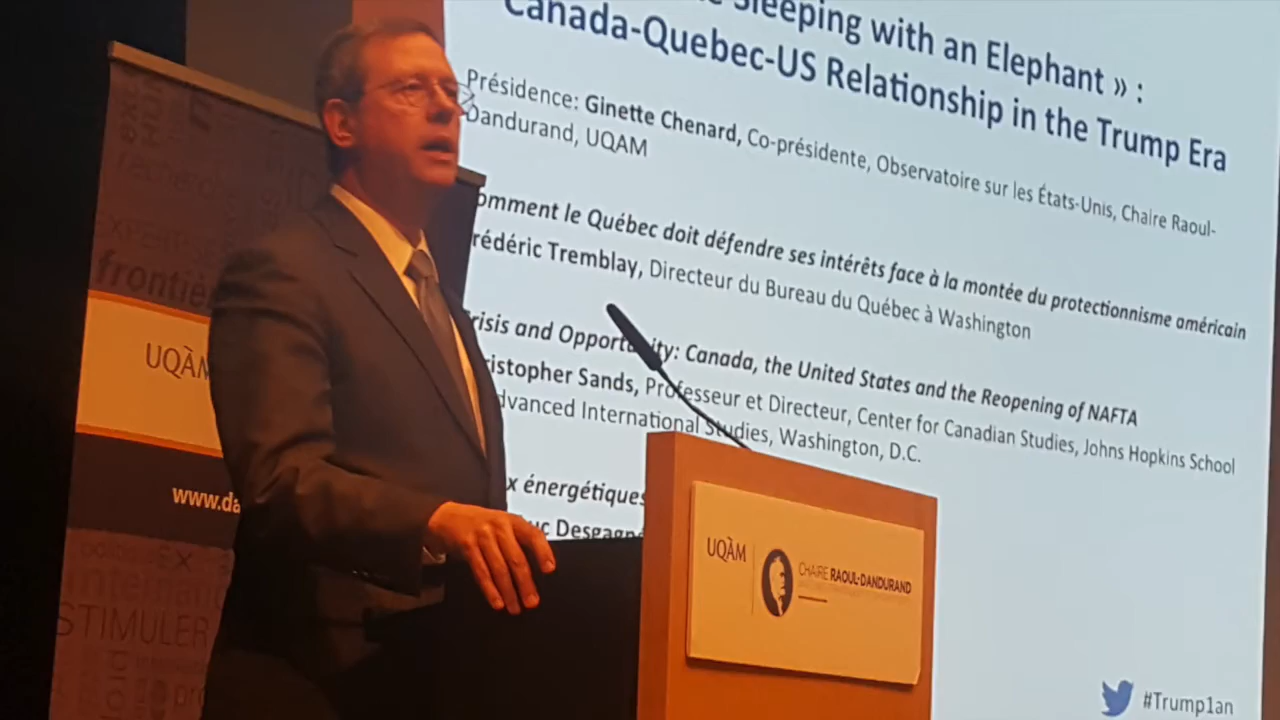 Sleeping with an Elephant » :
Canada-Quebec-US Relationship in the Trump Era
Présidence: Ginette Chenard, Co-présidente, Observatoire sur les États-Unis, Chaire Raoul-
Dandurand, UQAM
omment le Québec doit défendre ses intérêts face à la montée du protectionnisme américain
rédéric Tremblay, Directeur du Bureau du Québec à Washington
risis and Opportunity: Canada, the United States and the Reopening of NAFTA
ristopher Sands, Professeur et Directeur, Center for Canadian Studies, Johns Hopkins School
dvanced International Studies, Washington, D.C.
x énergétiques
uc Desgagn
#Trump1an
frontiè
UQÀM
www.da
STIMULER
UQÀM
CHAIRE RAOUL-DANDURAND